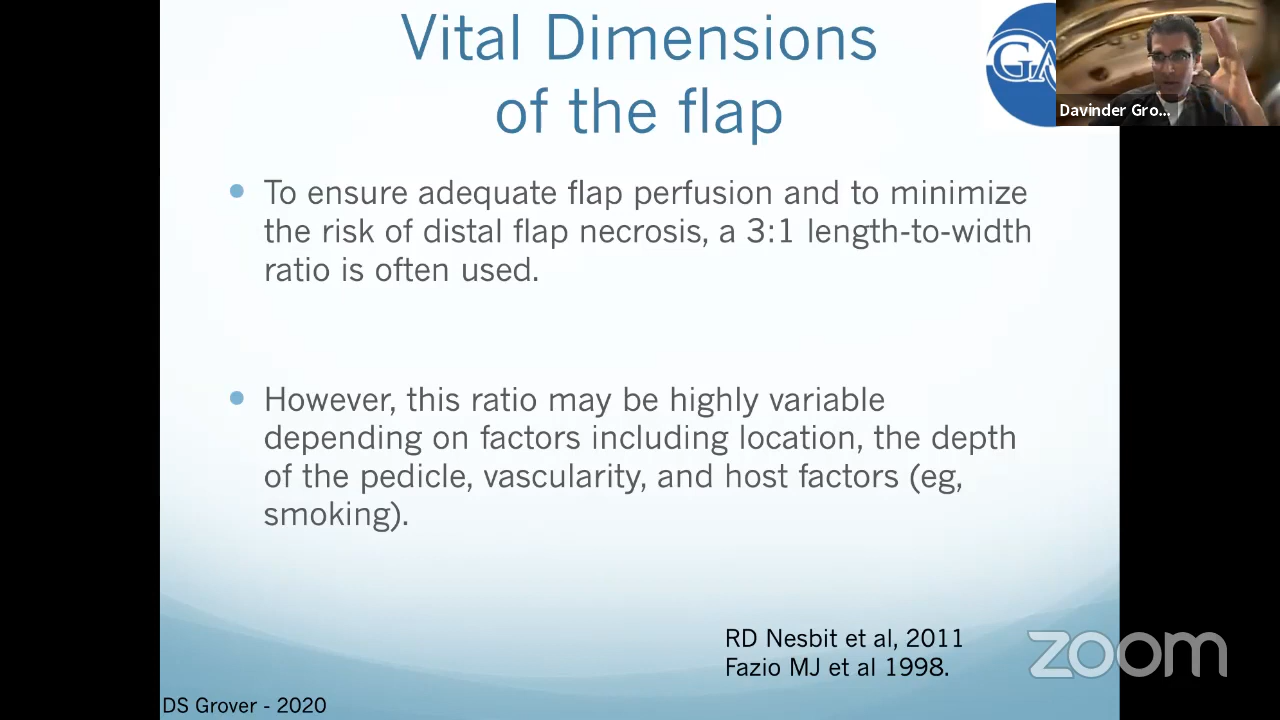 Vital Dimensions
of the flap
GA
Davinder Gro...
To ensure adequate flap perfusion and to minimize
the risk of distal flap necrosis, a 3:1 length-to-width
ratio is often used.
However, this ratio may be highly variable
depending on factors including location, the depth
of the pedicle, vascularity, and host factors (eg,
smoking).
RD Nesbit et al, 2011
Fazio MJ et al 1998.
zoom
DS Grover - 2020